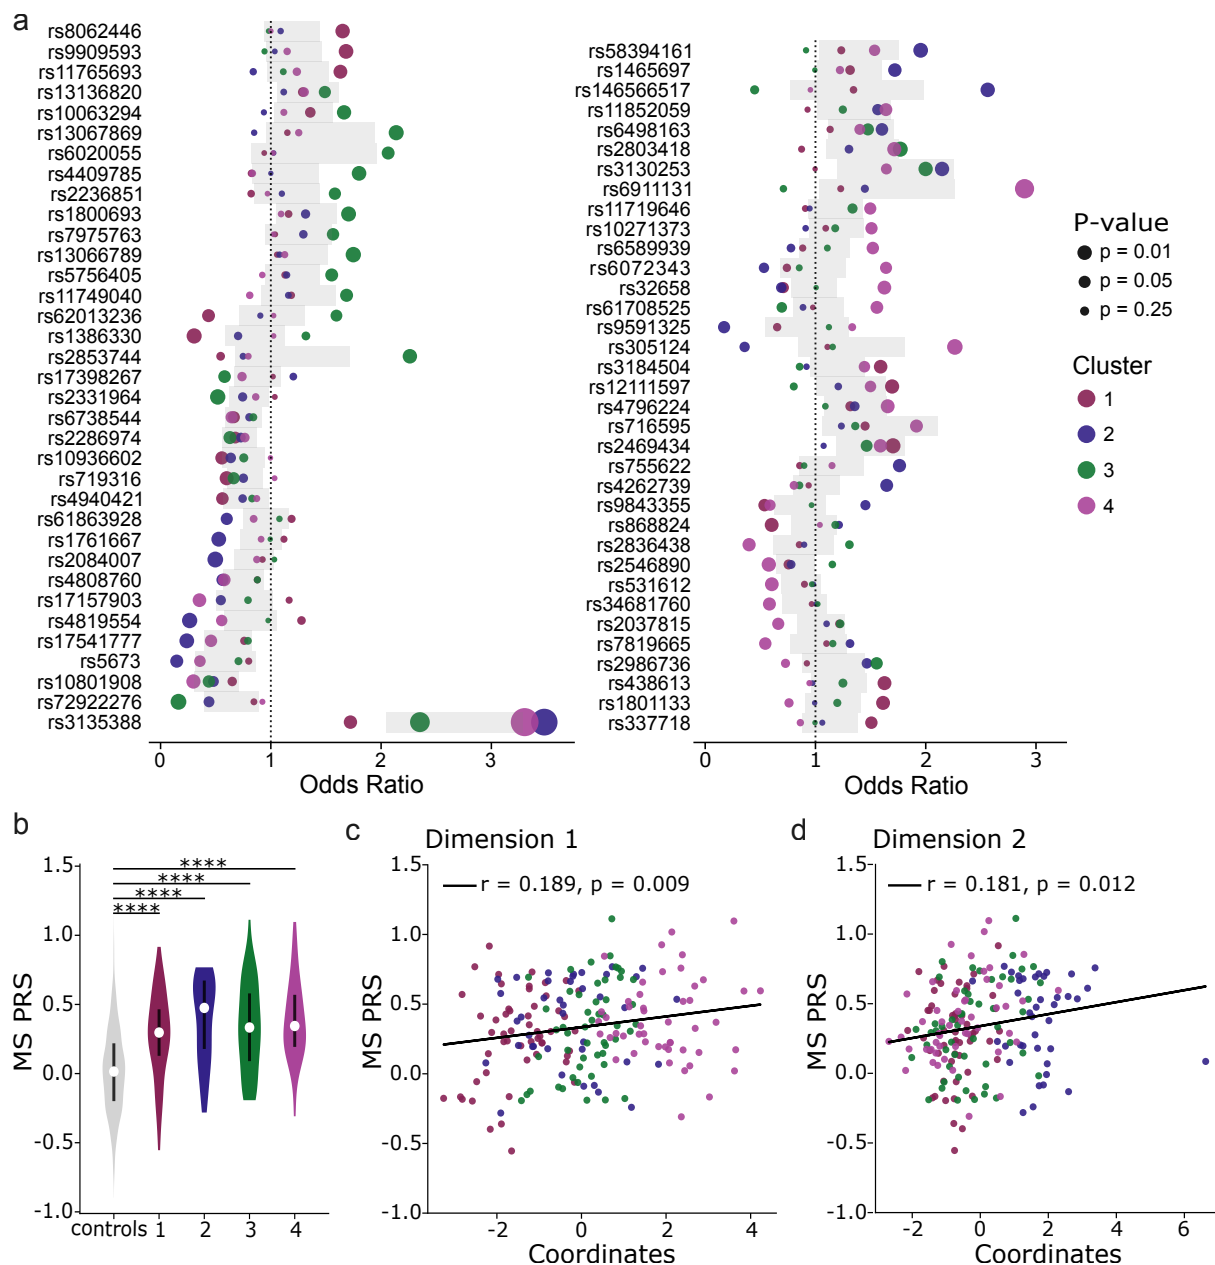 a
rs8062446
rs9909593
rs11765693
rs13136820
rs10063294
rs13067869
rs6020055
rs4409785
rs2236851
rs1800693
rs7975763
rs13066789
rs5756405
rs11749040
rs62013236
rs1386330
rs2853744
rs17398267
rs2331964
rs6738544
rs2286974
rs10936602
rs719316
rs4940421
rs61863928
rs1761667
rs2084007
rs4808760
rs17157903
rs4819554
rs17541777
rs5673
rs10801908
rs72922276
rs3135388
0 1 2 3
Odds Ratio
rs58394161
rs1465697
rs146566517
rs11852059
rs6498163
rs2803418
rs3130253
rs6911131
rs11719646
rs10271373
rs6589939
rs6072343
rs32658
rs61708525
rs9591325
rs305124
rs3184504
rs12111597
rs4796224
rs716595
rs2469434
rs755622
rs4262739
rs9843355
rs868824
rs2836438
rs2546890
rs531612
rs34681760
rs2037815
rs7819665
rs2986736
rs438613
rs1801133
rs337718
0 1 2 3
Odds Ratio
P-value
p = 0.01
p = 0.05
p = 0.25
Cluster
1
2
3
4
b
MS PRS
1.5
1.0
0.5
0.0
-0.5
-1.0
****
****
****
****
controls 1 2 3 4
c
Dimension 1
r = 0.189, p = 0.009
MS PRS
1.5
1.0
0.5
0.0
-0.5
-1.0
-2 0 2 4
Coordinates
d
Dimension 2
r = 0.181, p = 0.012
MS PRS
1.5
1.0
0.5
0.0
-0.5
-1.0
-2 0 2 4 6
Coordinates